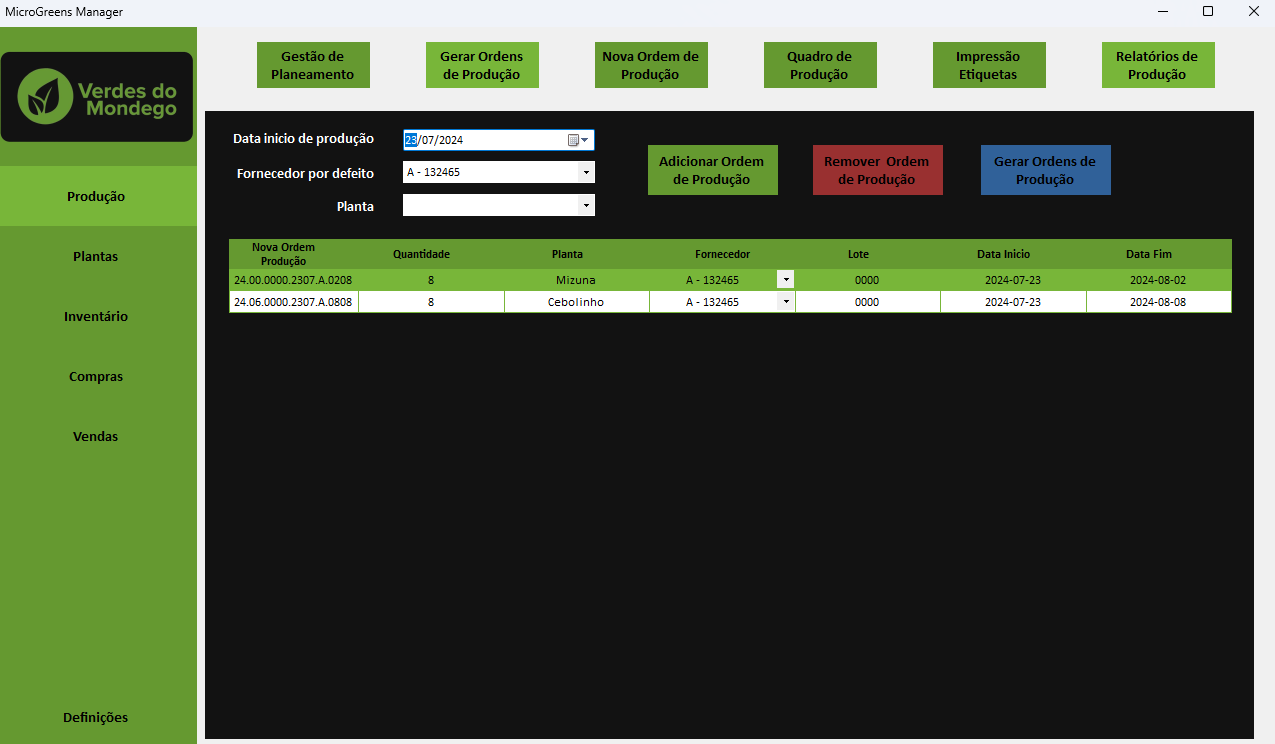 MicroGreens Manager
Verdes do
Mondego
Produção
Plantas
Inventário
Compras
Vendas
Definições
Gestão de
Planeamento
Gerar Ordens
de Produção
Nova Ordem de
Produção
Quadro de
Produção
Impressão
Etiquetas
Relatórios de
Produção
Data inicio de produção
23/07/2024
Fornecedor por defeito
A - 132465
Planta
Adicionar Ordem
de Produção
Remover Ordem
de Produção
Gerar Ordens de
Produção
Nova Ordem
Produção
Quantidade
Planta
Fornecedor
Lote
Data Inicio
Data Fim
24.00.0000.2307.A.0208 8 Mizuna A - 132465 0000 2024-07-23 2024-08-02
24.06.0000.2307.A.0808 8 Cebolinho A - 132465 0000 2024-07-23 2024-08-08